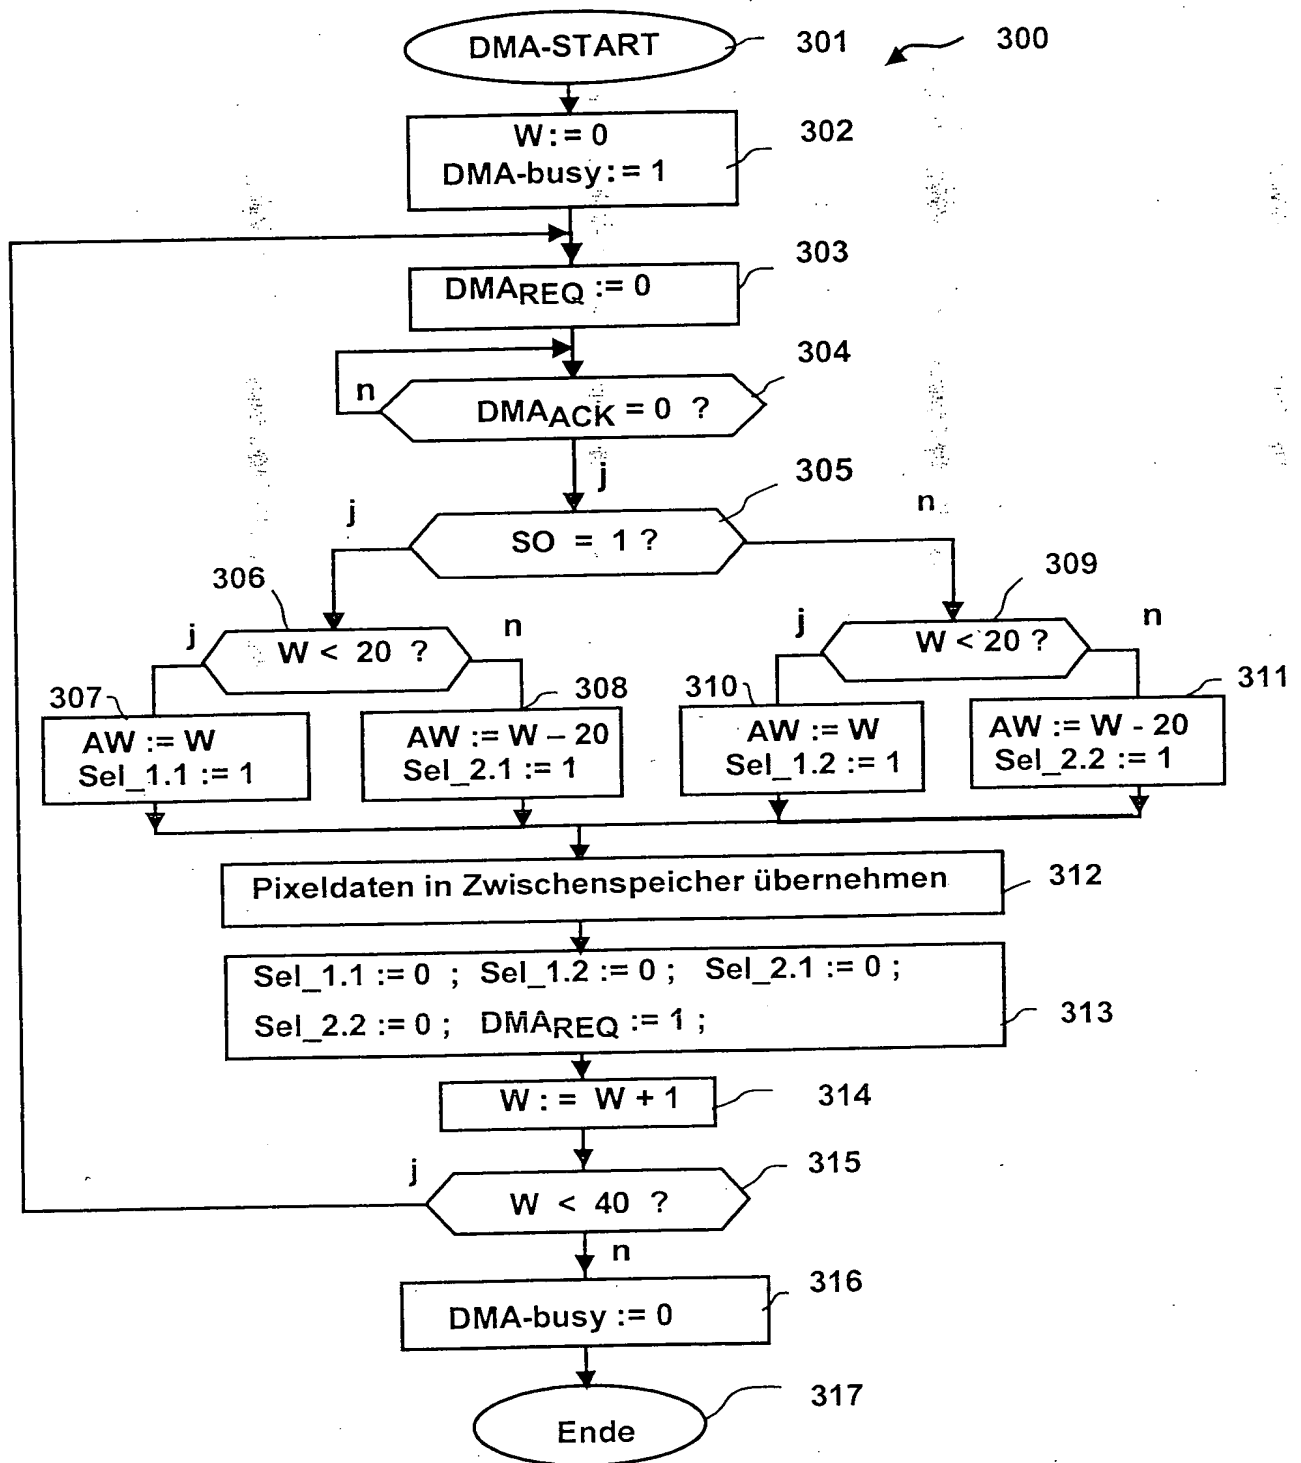 DMA-START
301
300
W := 0
DMA-busy := 1
302
303
DMAREQ := 0
304
n
DMAACK = 0 ?
j
305
j
n
SO = 1 ?
306
309
j
W < 20 ?
n
j
W < 20 ?
n
307
308
310
311
AW := W
Sel_1.1 := 1
AW := W – 20
Sel_2.1 := 1
AW := W
Sel_1.2 := 1
AW := W - 20
Sel_2.2 := 1
Pixeldaten in Zwischenspeicher übernehmen
312
Sel_1.1 := 0 ; Sel_1.2 := 0 ; Sel_2.1 := 0 ;
Sel_2.2 := 0 ; DMAREQ := 1 ;
313
W := W + 1
314
j
315
W < 40 ?
n
316
DMA-busy := 0
317
Ende